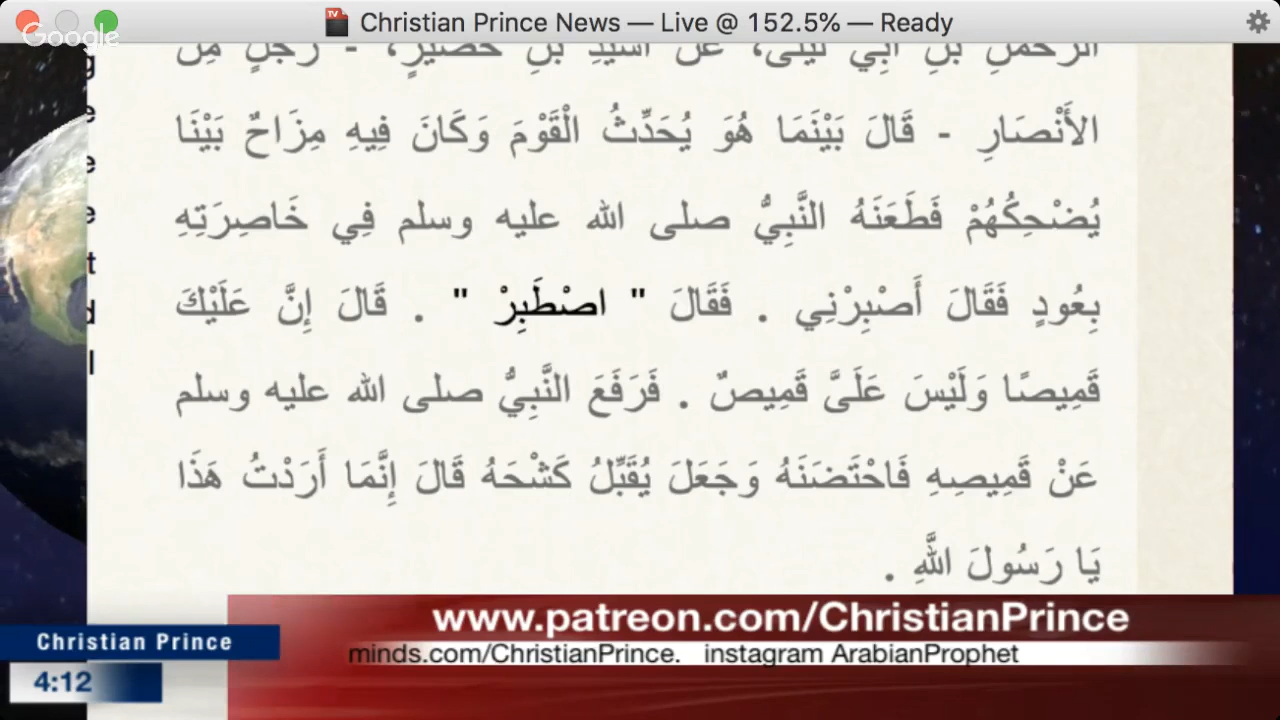 Christian Prince News — Live @ 152.5% — Ready
Google
الرَّحْمَنِ بْنِ أَبِي لَيْلَى، عَنْ أُسَيْدِ بْنِ حُضَيْرٍ، - رَجُلٍ مِنَ
الأَنْصَارِ - قَالَ بَيْنَمَا هُوَ يُحَدِّثُ الْقَوْمَ وَكَانَ فِيهِ مِزَاحٌ بَيْنَا
يُضْحِكُهُمْ فَطَعَنَهُ النَّبِيُّ صلى الله عليه وسلم فِي خَاصِرَتِهِ
بِعُودٍ فَقَالَ أَصْبِرْنِي . فَقَالَ " اصْطَبِرْ " . قَالَ إِنَّ عَلَيْكَ
قَمِيصًا وَلَيْسَ عَلَىَّ قَمِيصٌ . فَرَفَعَ النَّبِيُّ صلى الله عليه وسلم
عَنْ قَمِيصِهِ فَاحْتَضَنَهُ وَجَعَلَ يُقَبِّلُ كَشْحَهُ قَالَ إِنَّمَا أَرَدْتُ هَذَا
يَا رَسُولَ اللَّهِ .
www.patreon.com/ChristianPrince
Christian Prince
minds.com/ChristianPrince. instagram ArabianProphet
4:12